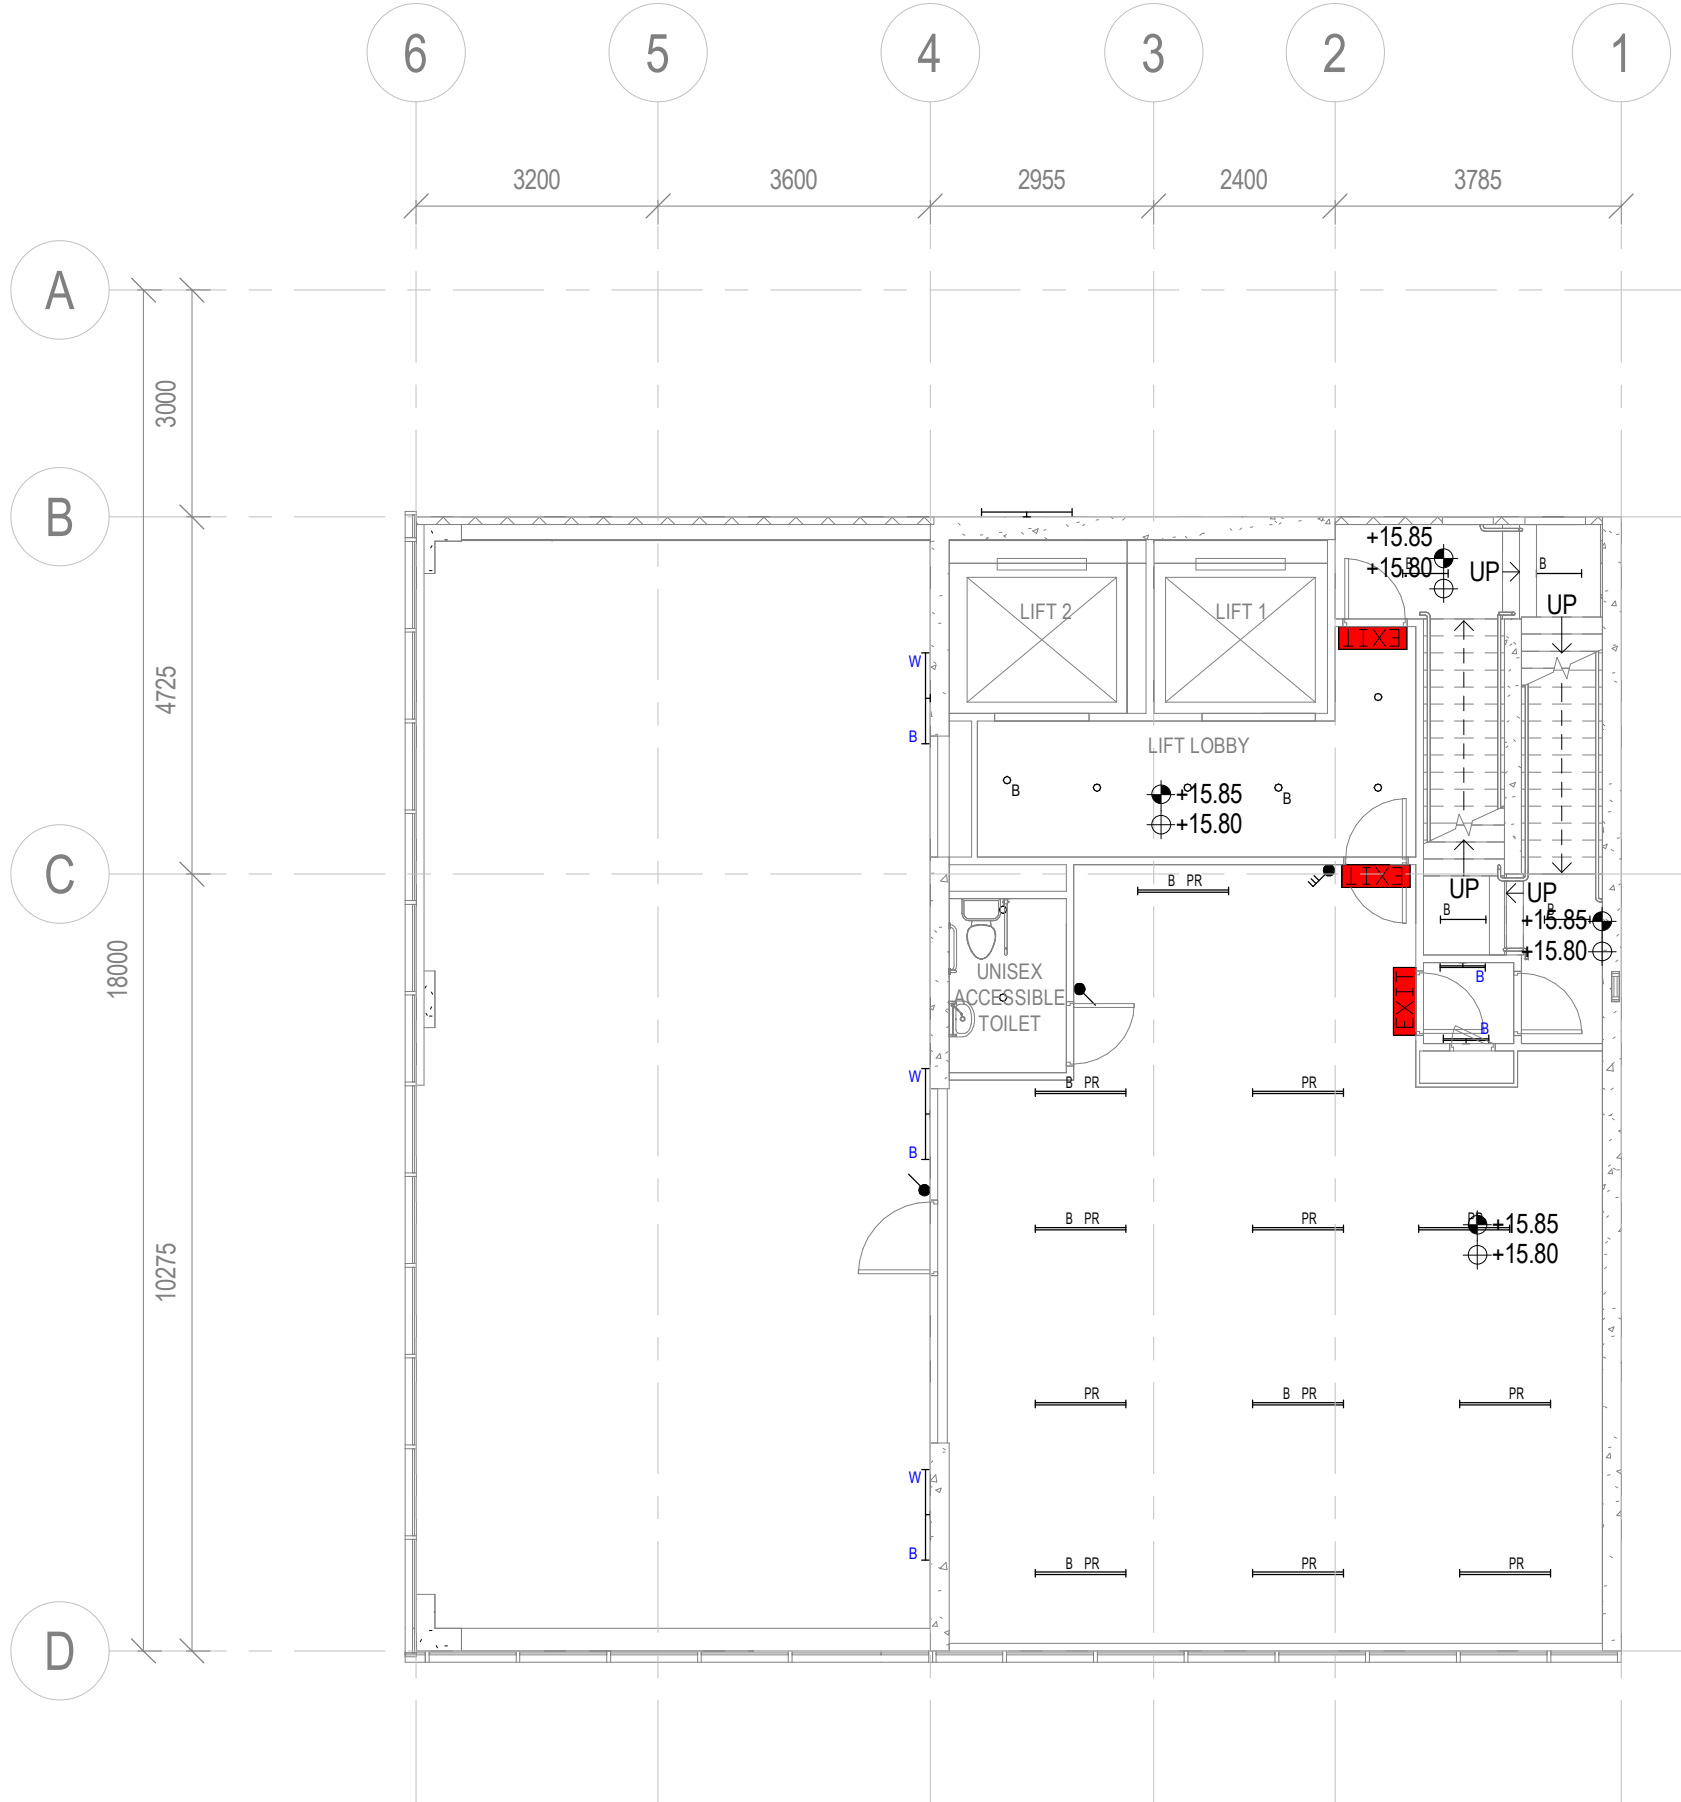 6
5
4
3
2
1
3200
3600
2955
2400
3785
A
3000
B
+15.85
+15.80
B
UP
B
UP
LIFT 2
LIFT 1
EXIT
W
4725
B
LIFT LOBBY
B
+15.85
B
+15.80
C
B PR
EXIT
E
UP
UP
B
B
+15.85
+15.80
18000
UNISEX
ACCESSIBLE
TOILET
EXIT
B
B
W
B PR
PR
B
B PR
PR
PR
+15.85
+15.80
10275
PR
B PR
PR
W
B
B PR
PR
PR
D